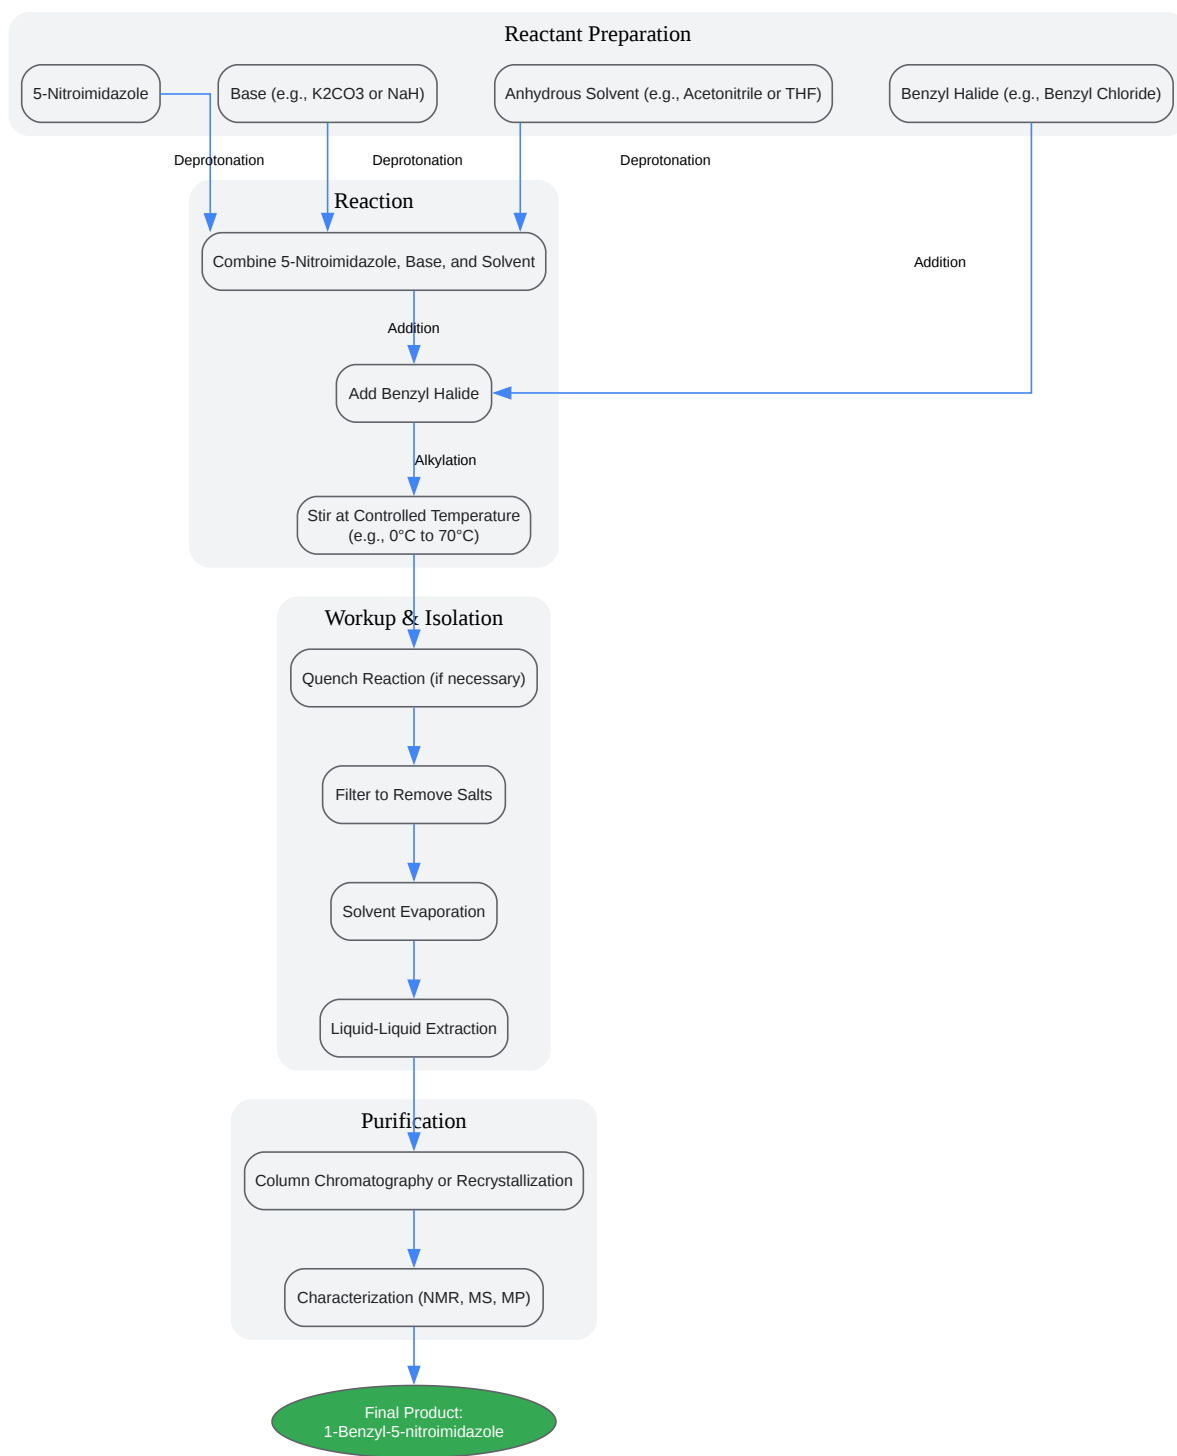 Reactant Preparation
5-Nitroimidazole
Base (e.g., K2CO3 or NaH)
Anhydrous Solvent (e.g., Acetonitrile or THF)
Benzyl Halide (e.g., Benzyl Chloride)
Deprotonation
Deprotonation
Deprotonation
Reaction
Combine 5-Nitroimidazole, Base, and Solvent
Addition
Addition
Add Benzyl Halide
Alkylation
Stir at Controlled Temperature
(e.g., 0°C to 70°C)
Workup & Isolation
Quench Reaction (if necessary)
Filter to Remove Salts
Solvent Evaporation
Liquid-Liquid Extraction
Purification
Column Chromatography or Recrystallization
Characterization (NMR, MS, MP)
Final Product:
1-Benzyl-5-nitroimidazole